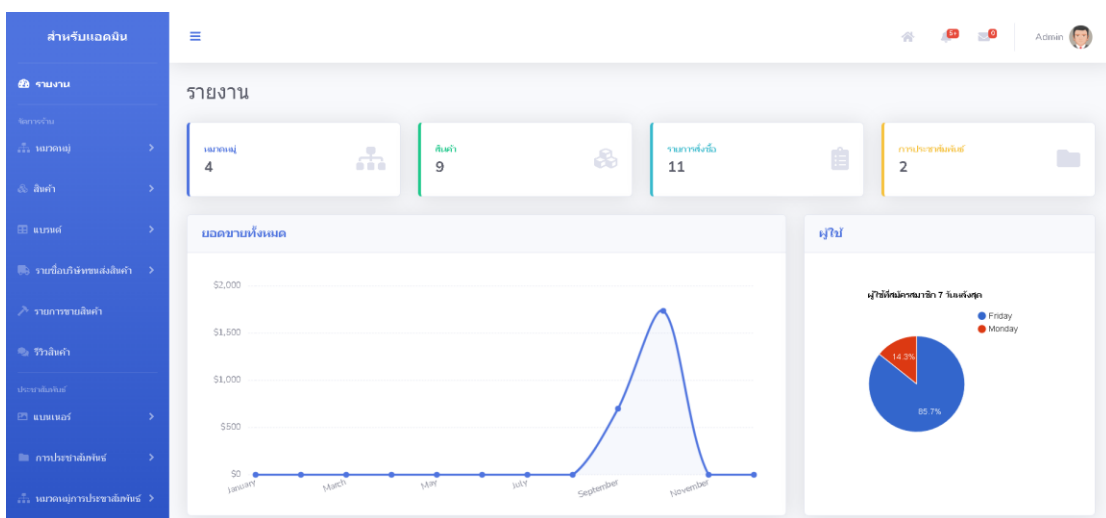 สำหรับแอดมิน
Admin
5+
0
รายงาน
จัดการร้าน
หมวดหมู่
สินค้า
แบรนด์
รายชื่อบริษัทขนส่งสินค้า
รายการขายสินค้า
รีวิวสินค้า
ประชาสัมพันธ์
แบนเนอร์
การประชาสัมพันธ์
หมวดหมู่การประชาสัมพันธ์
รายงาน
หมวดหมู่
4
สินค้า
9
รายการสั่งซื้อ
11
การประชาสัมพันธ์
2
ยอดขายทั้งหมด
$2,000
$1,500
$1,000
$500
$0
January
March
May
July
September
November
ผู้ใช้
ผู้ใช้ที่สมัครสมาชิก 7 วันหลังสุด
Friday
Monday
14.3%
85.7%